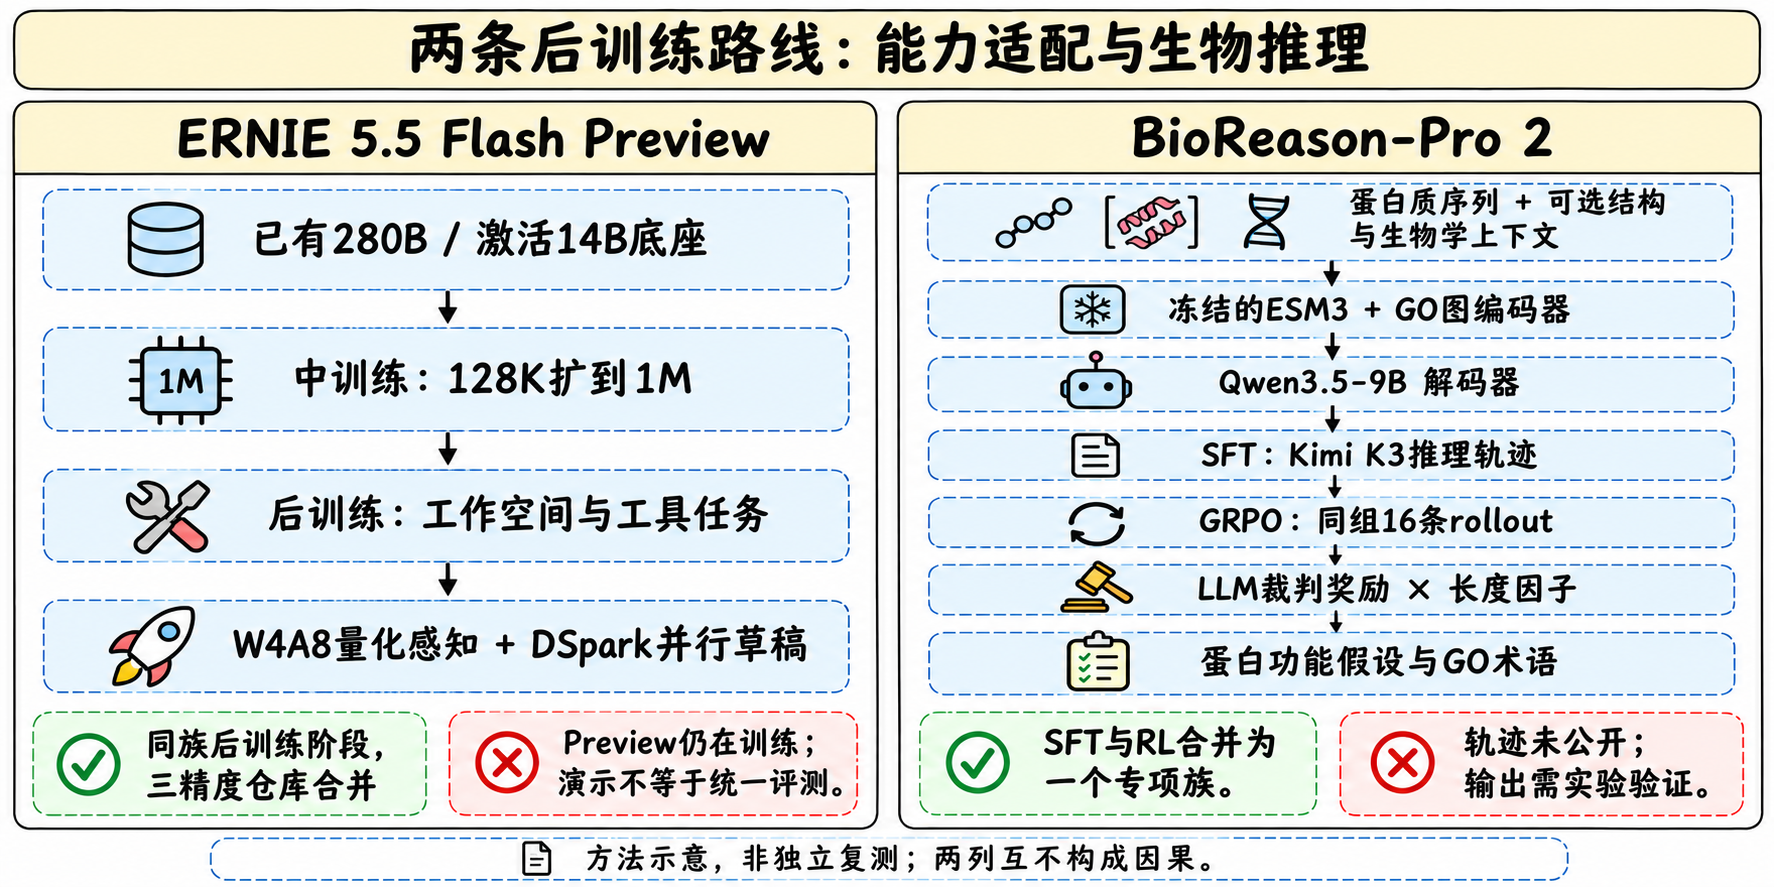 两条后训练路线：能力适配与生物推理
ERNIE 5.5 Flash Preview
已有280B / 激活14B底座
1M
中训练：128K扩到1M
后训练：工作空间与工具任务
W4A8量化感知 + DSpark并行草稿
同族后训练阶段，
三精度仓库合并
Preview仍在训练；
演示不等于统一评测。
BioReason-Pro 2
蛋白质序列 + 可选结构
与生物学上下文
冻结的ESM3 + GO图编码器
Qwen3.5-9B 解码器
SFT：Kimi K3推理轨迹
GRPO：同组16条rollout
LLM裁判奖励 × 长度因子
蛋白功能假设与GO术语
SFT与RL合并为
一个专项族。
轨迹未公开；
输出需实验验证。
方法示意，非独立复测；两列互不构成因果。